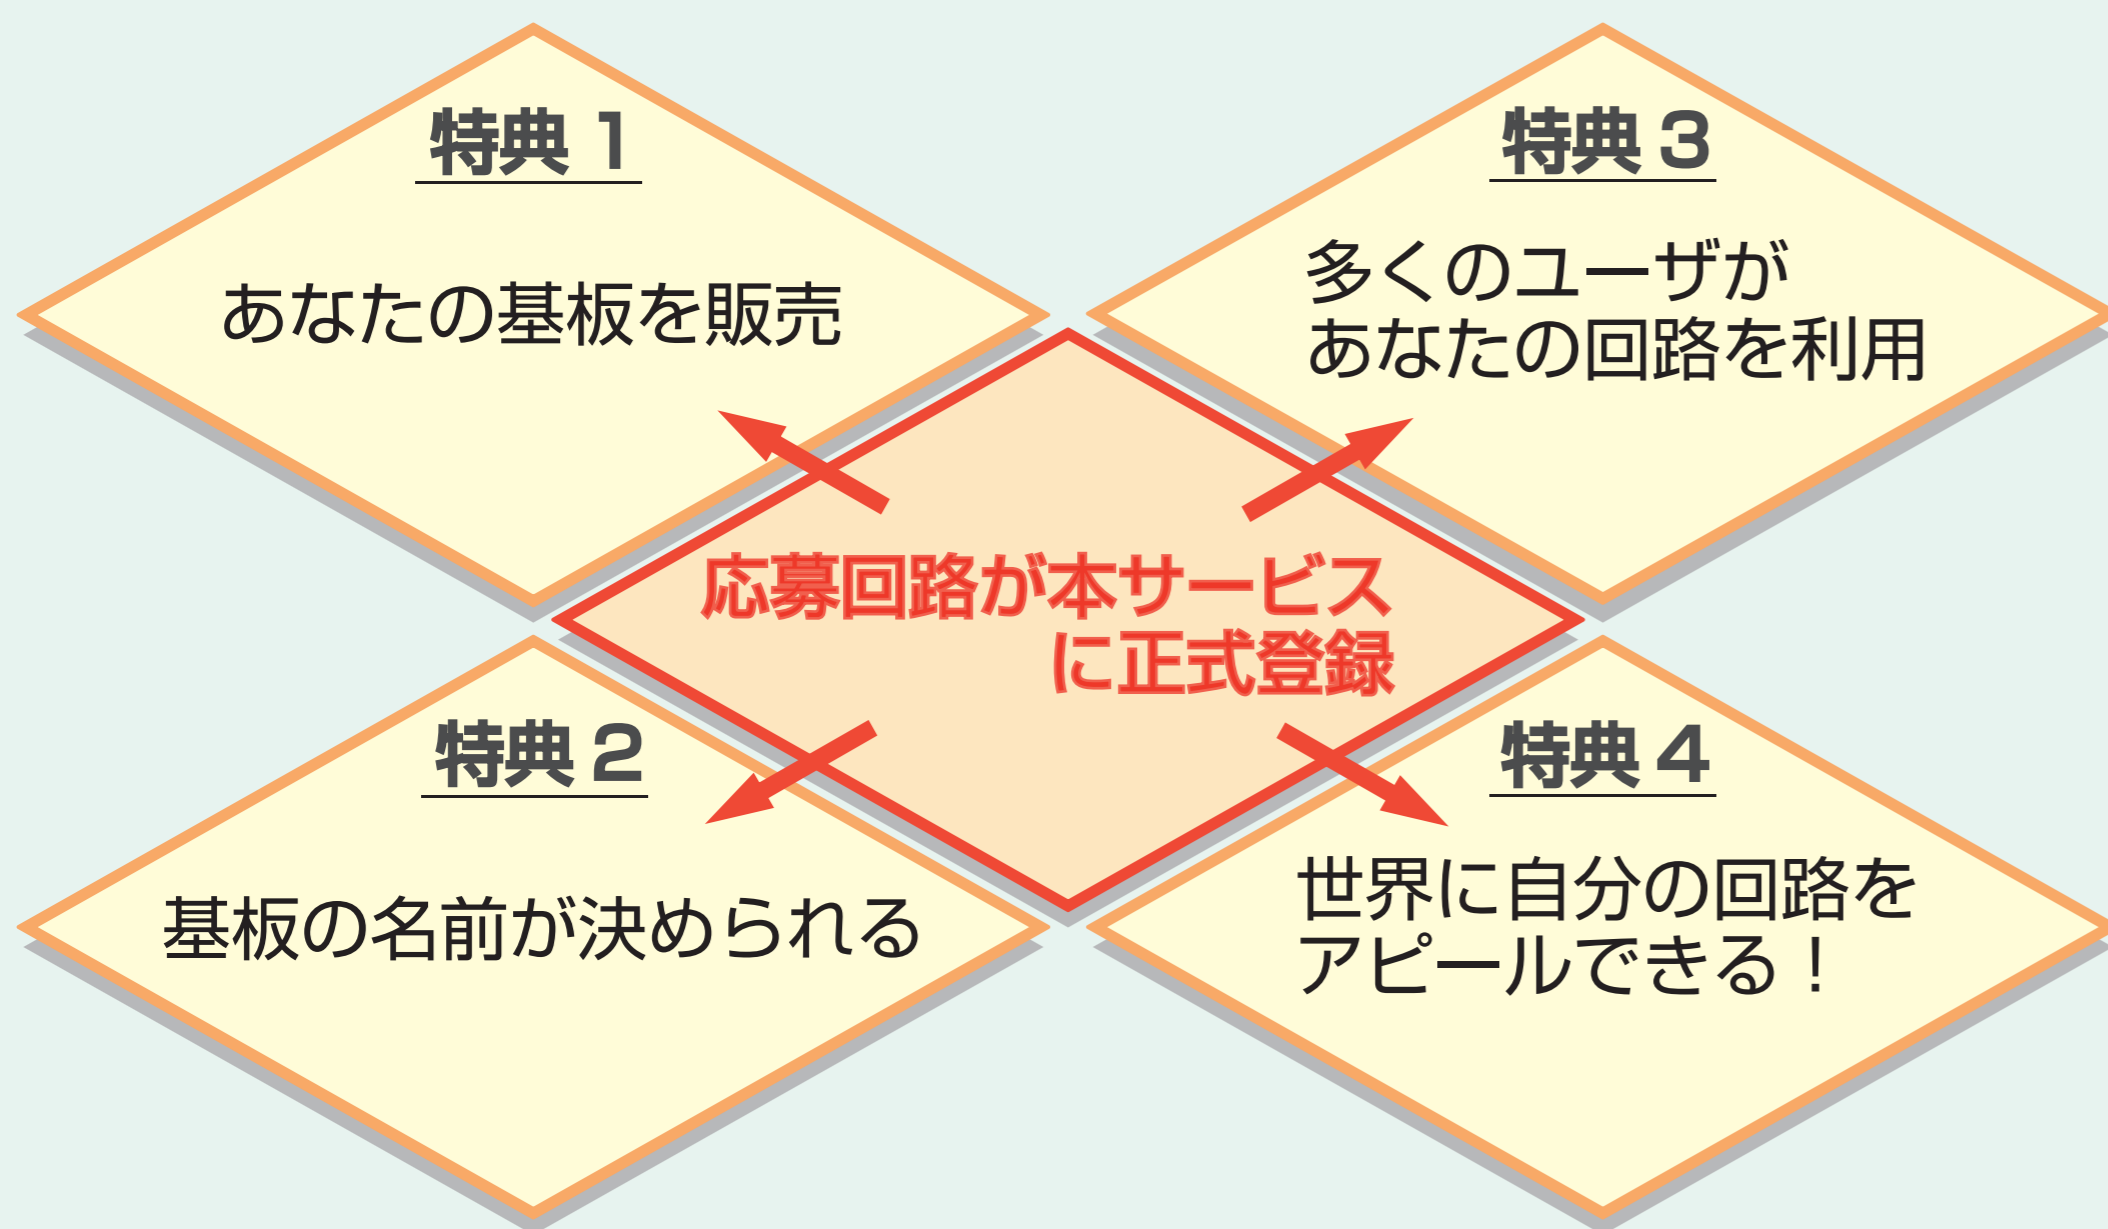 特典 1
あなたの基板を販売
特典 3
多くのユーザが
あなたの回路を利用
応募回路が本サービス
に正式登録
特典 2
基板の名前が決められる
特典 4
世界に自分の回路を
アピールできる！